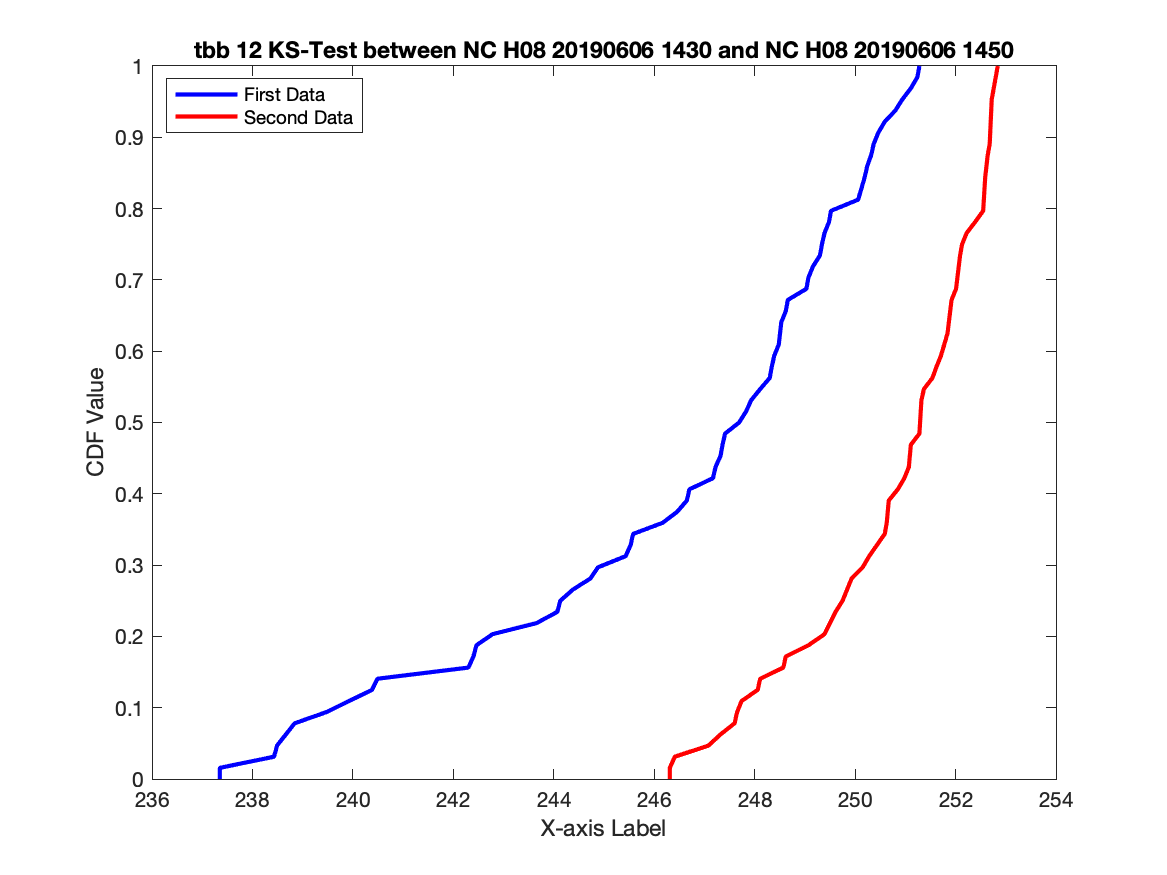 tbb 12 KS-Test between NC H08 20190606 1430 and NC H08 20190606 1450
First Data
Second Data
1
0.9
0.8
0.7
0.6
0.5
0.4
0.3
0.2
0.1
0
CDF Value
236 238 240 242 244 246 248 250 252 254
X-axis Label